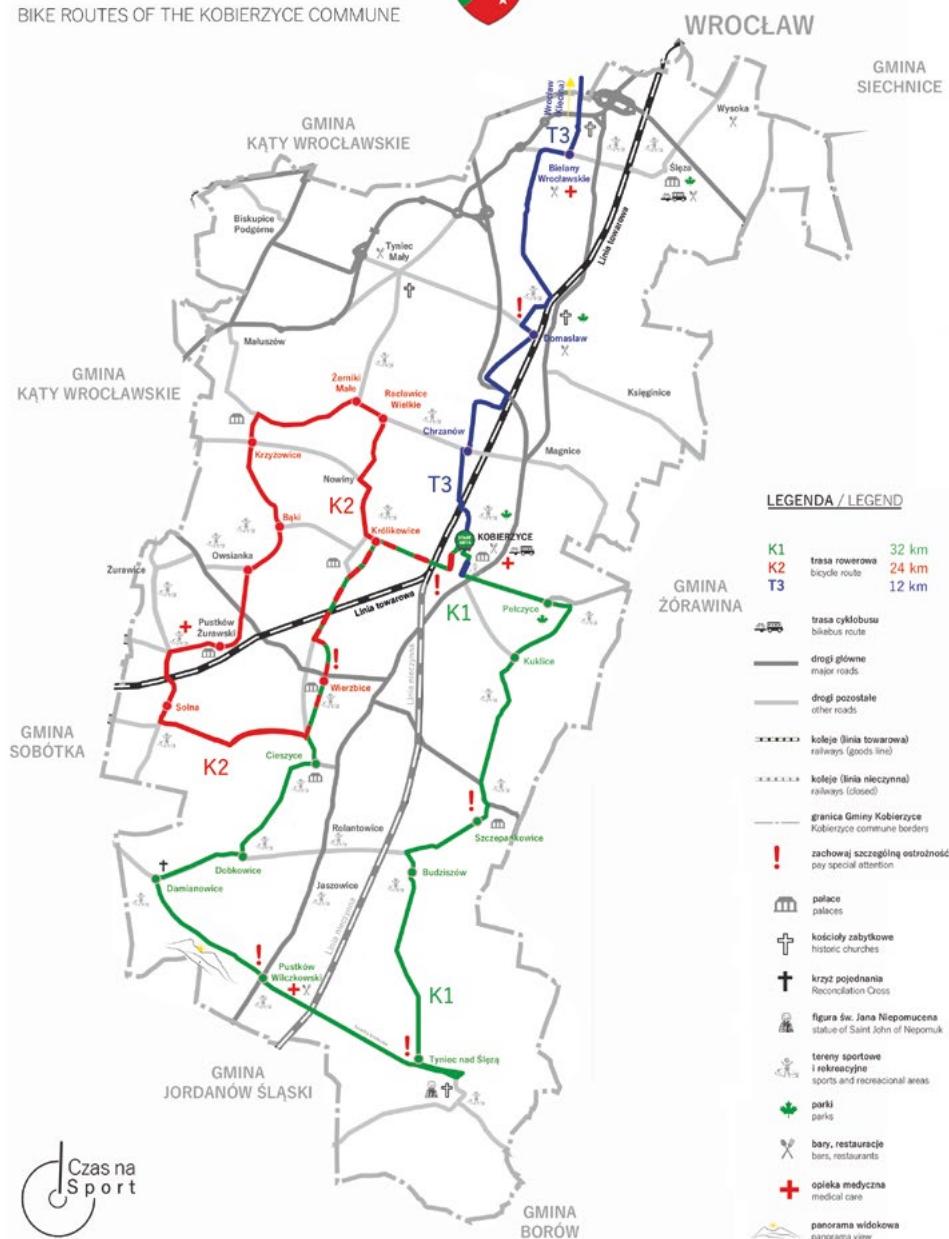 BIKE ROUTES OF THE KOBIERZYCE COMMUNE
WROCŁAW
GMINA
SIECHNICE
GMINA
KĄTY WROCŁAWSKIE
Wrocław
T3
Wysoka
Bielany
Wrocławskie
Ślęza
Biskupice
Podgórne
Tyniec
Mały
Linia towarowa
Domasław
Małuszów
GMINA
KĄTY WROCŁAWSKIE
Żerniki
Małe
Racławice
Wielkie
Księginice
Krzyżowice
Chrzanów
Magnice
Nowiny
K2
T3
Bąki
Królikowice
KOBIERZYCE
Owsianka
Żurawice
Linia towarowa
K1
Pełczyce
GMINA
ŻÓRAWINA
Pustków
Żurawski
Kuklice
Linia nieczynna
Wierzbice
Solna
GMINA
SOBÓTKA
K2
Cieszyce
Szczepankowice
Rolantowice
Dobkowice
Budziszów
Damianowice
Jaszowice
Linia nieczynna
Pustków
Wilczkowski
K1
Tyniec nad Ślęzą
GMINA
JORDANÓW ŚLĄSKI
GMINA
BORÓW
Czas na
Sport
LEGENDA / LEGEND
K1 32 km
K2 trasa rowerowa 24 km
bicycle route
T3 12 km
trasa cyklobusu
bikebus route
drogi główne
major roads
drogi pozostałe
other roads
koleje (linia towarowa)
railways (goods line)
koleje (linia nieczynna)
railways (closed)
granica Gminy Kobierzyce
Kobierzyce commune borders
zachowaj szczególną ostrożność
pay special attention
pałace
palaces
kościoły zabytkowe
historic churches
krzyż pojednania
Reconcilation Cross
figura św. Jana Niepomucena
statue of Saint John of Nepomuk
tereny sportowe
i rekreacyjne
sports and recreacional areas
parki
parks
bary, restauracje
bars, restaurants
opieka medyczna
medical care
panorama widokowa
panorama view